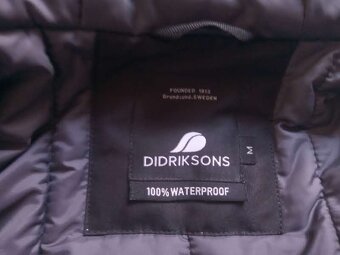 FOUNDED 1913
Grundsund, SWEDEN
DIDRIKSONS
M
100% WATERPROOF